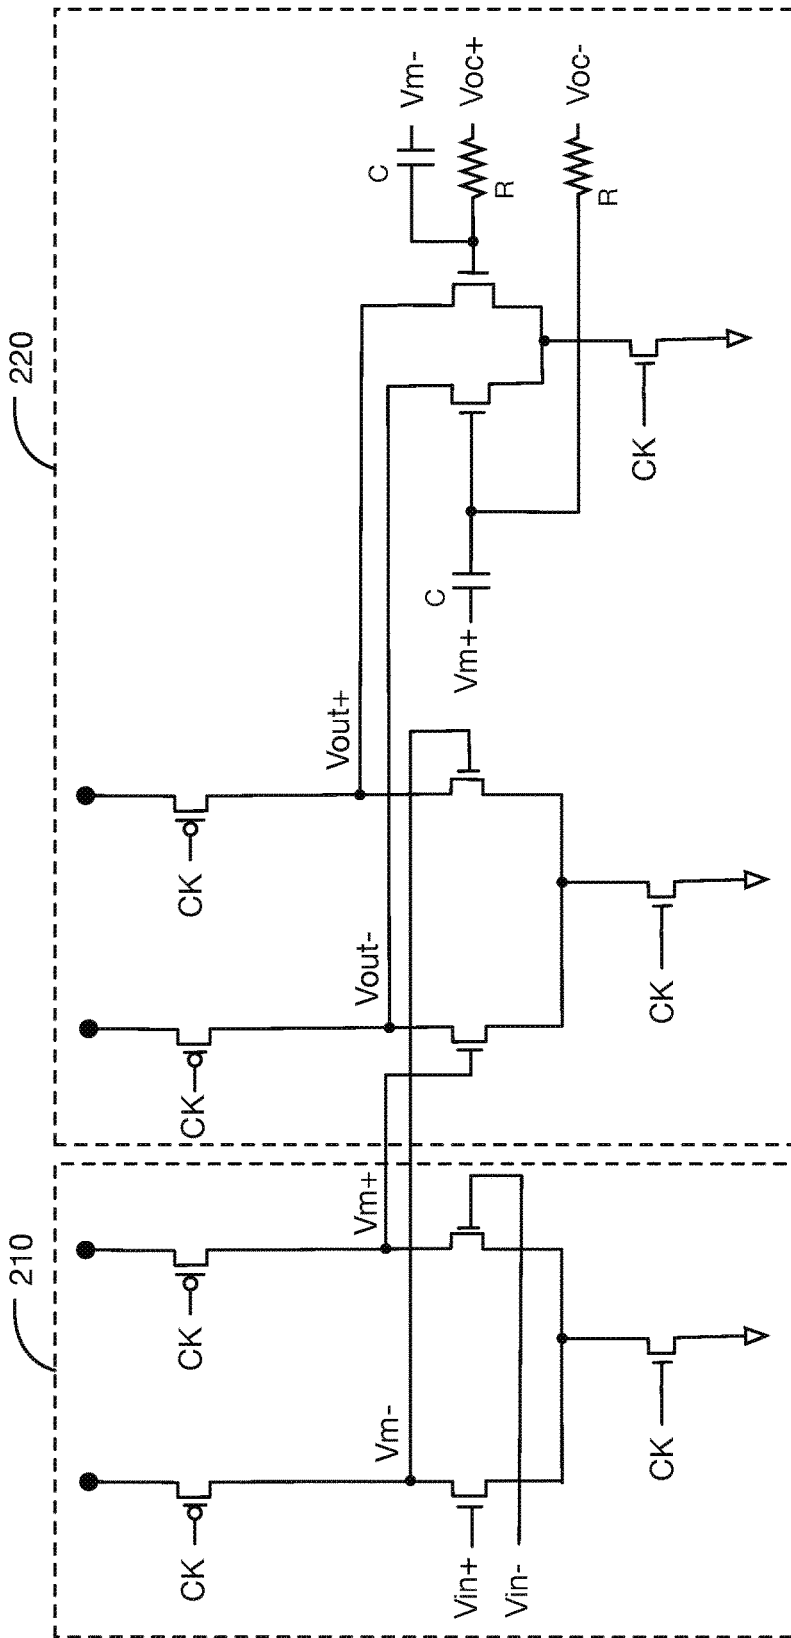 210
220
CK
CK
CK
CK
Vout+
Vm+
Vout-
C
Vm-
Vm-
C
Vin+
Vm+
Voc+
R
Vin-
Voc-
R
CK
CK
CK